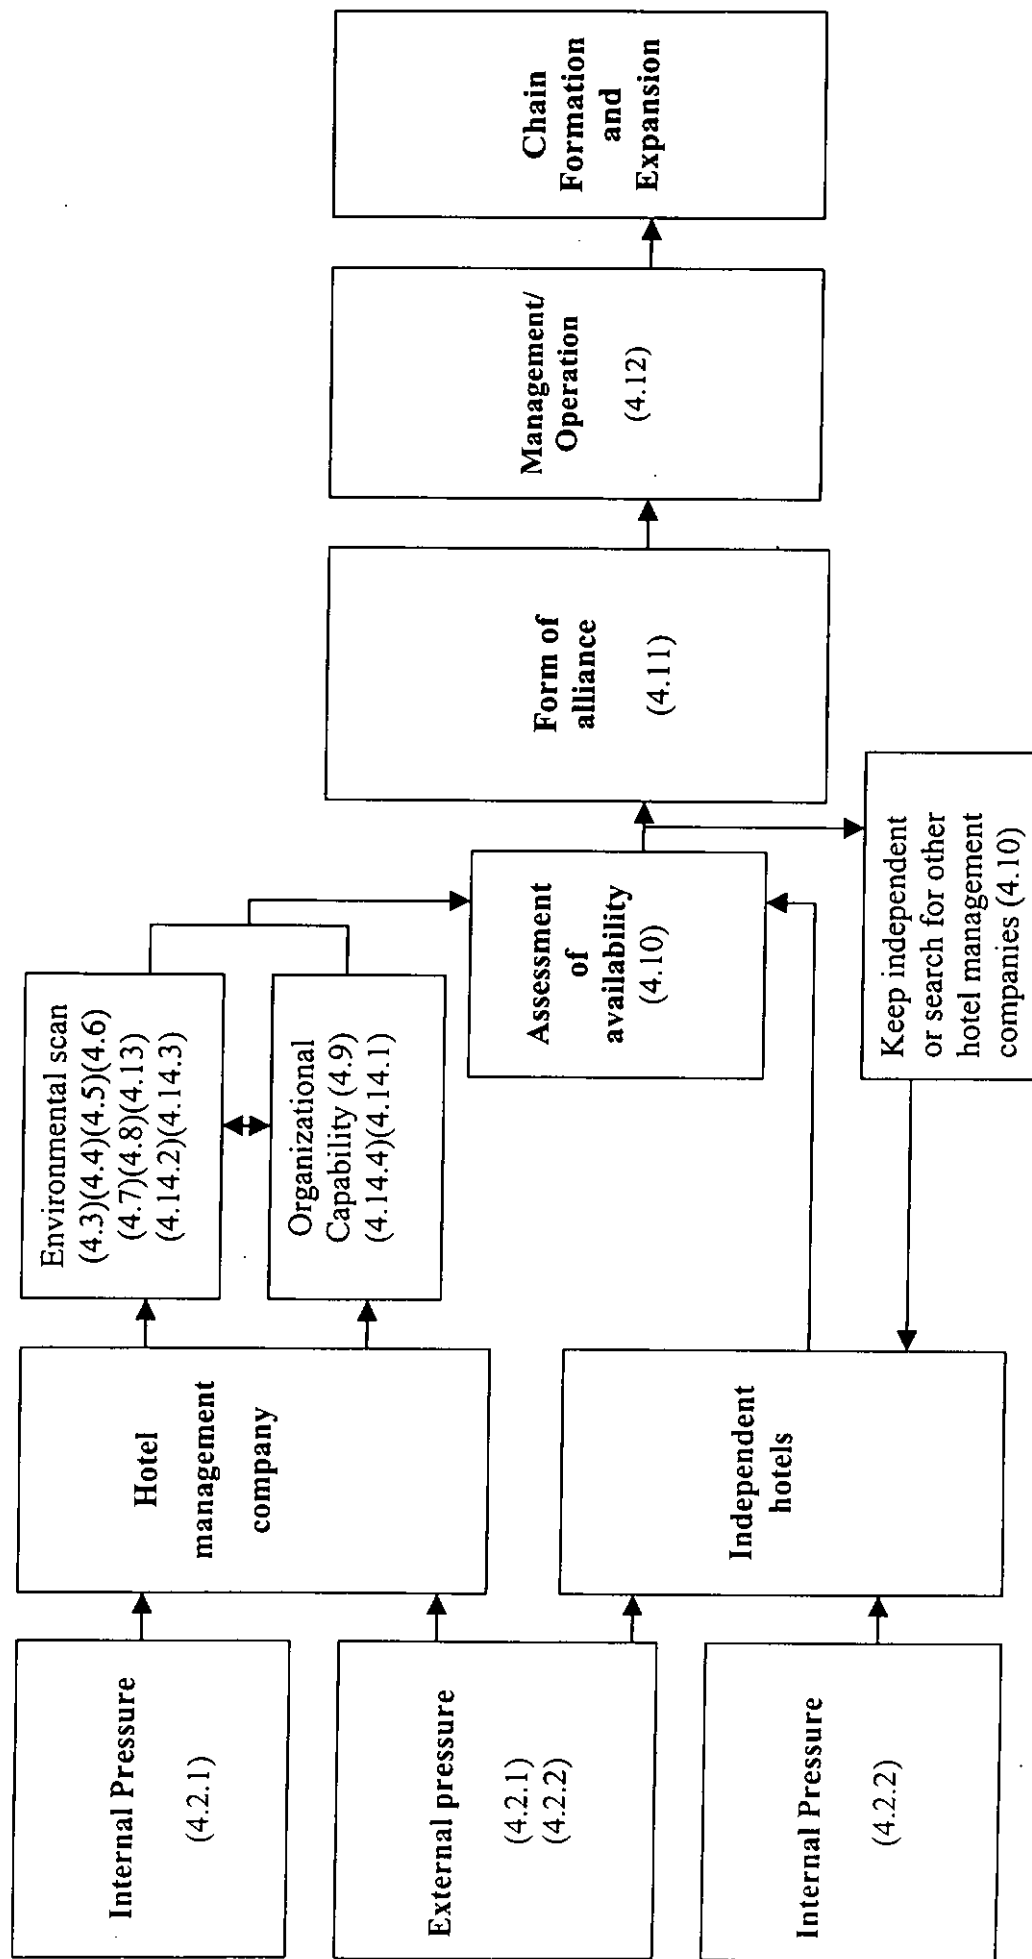 Internal Pressure
(4.2.1)
External pressure
(4.2.1)
(4.2.2)
Internal Pressure
(4.2.2)
Hotel
management
company
Independent
hotels
Environmental scan
(4.3)(4.4)(4.5)(4.6)
(4.7)(4.8)(4.13)
(4.14.2)(4.14.3)
Organizational
Capability (4.9)
(4.14.4)(4.14.1)
Assessment
of
availability
(4.10)
Keep independent
or search for other
hotel management
companies (4.10)
Form of
alliance
(4.11)
Management/
Operation
(4.12)
Chain
Formation
and
Expansion